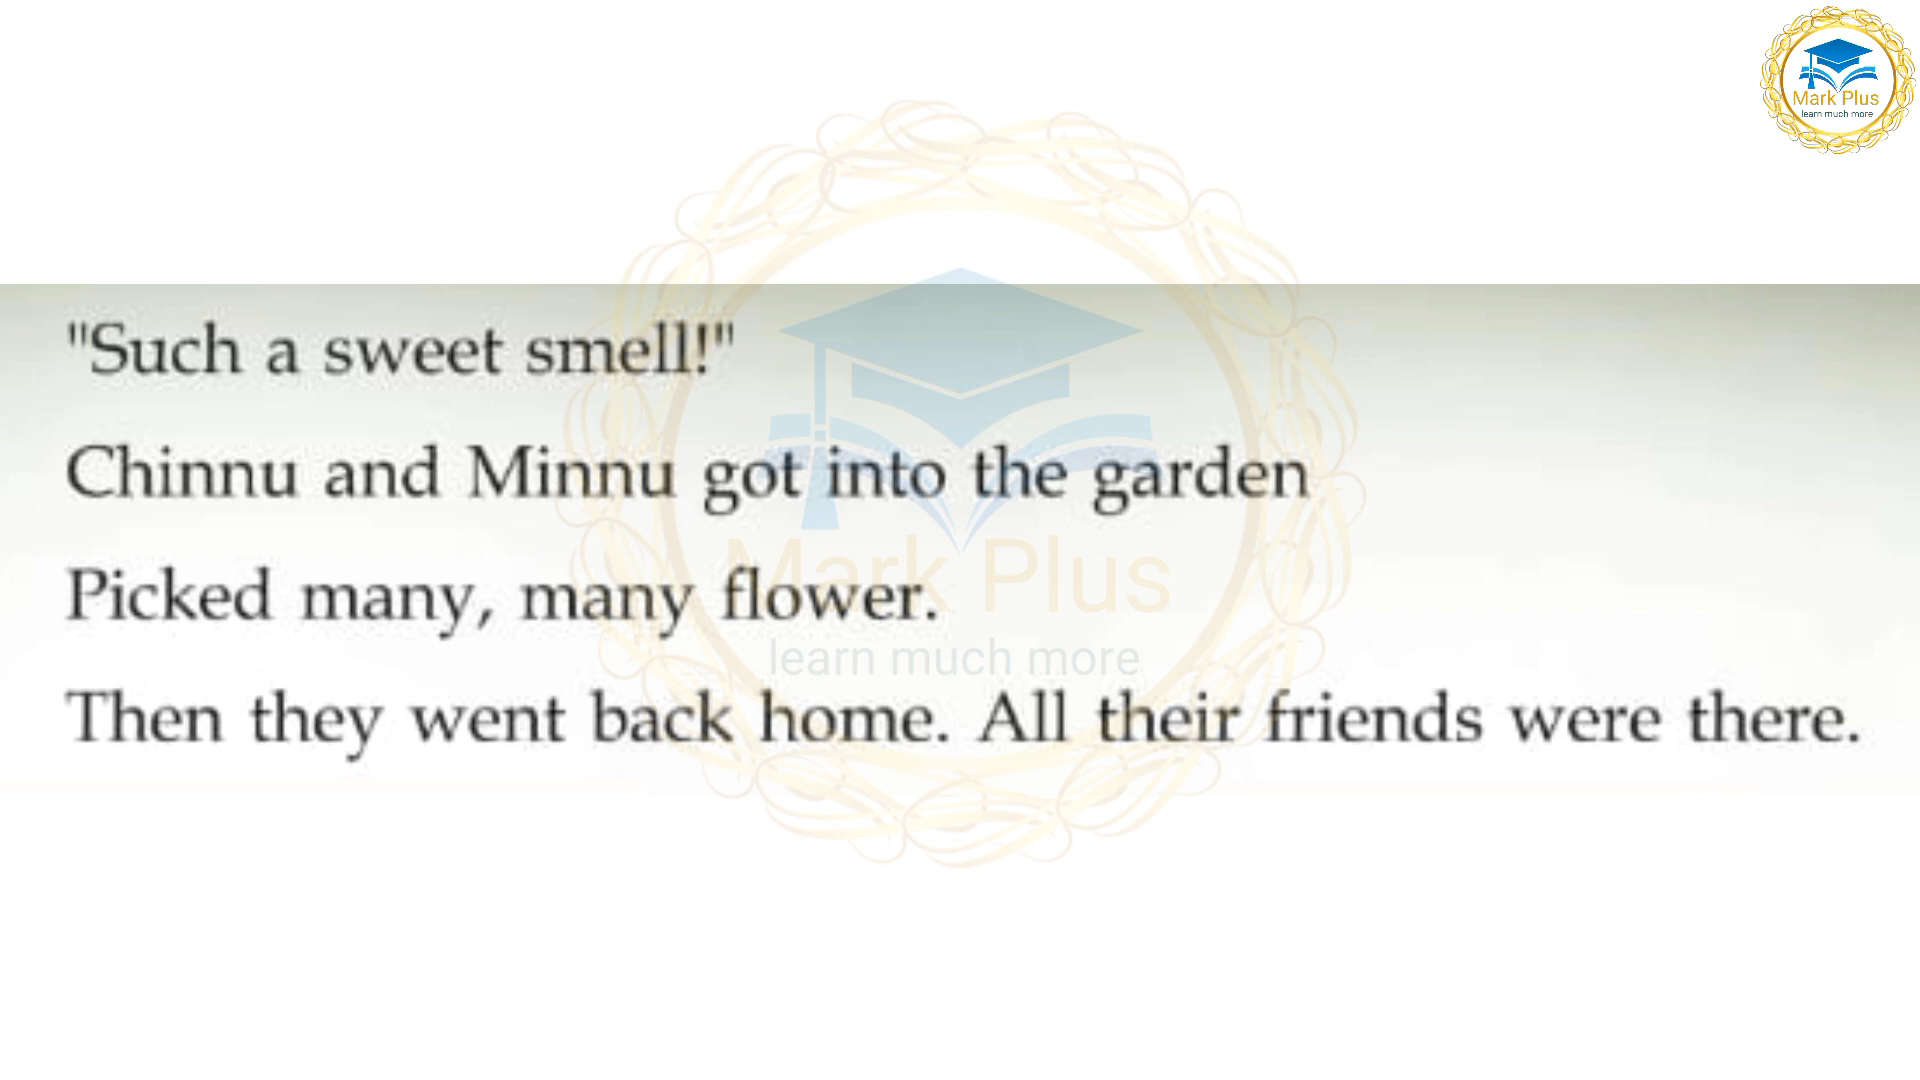 Mark Plus
learn much more
"Such a sweet smell!"
Chinnu and Minnu got into the garden
Picked many, many flower.
Mark Plus
learn much more
Then they went back home. All their friends were there.